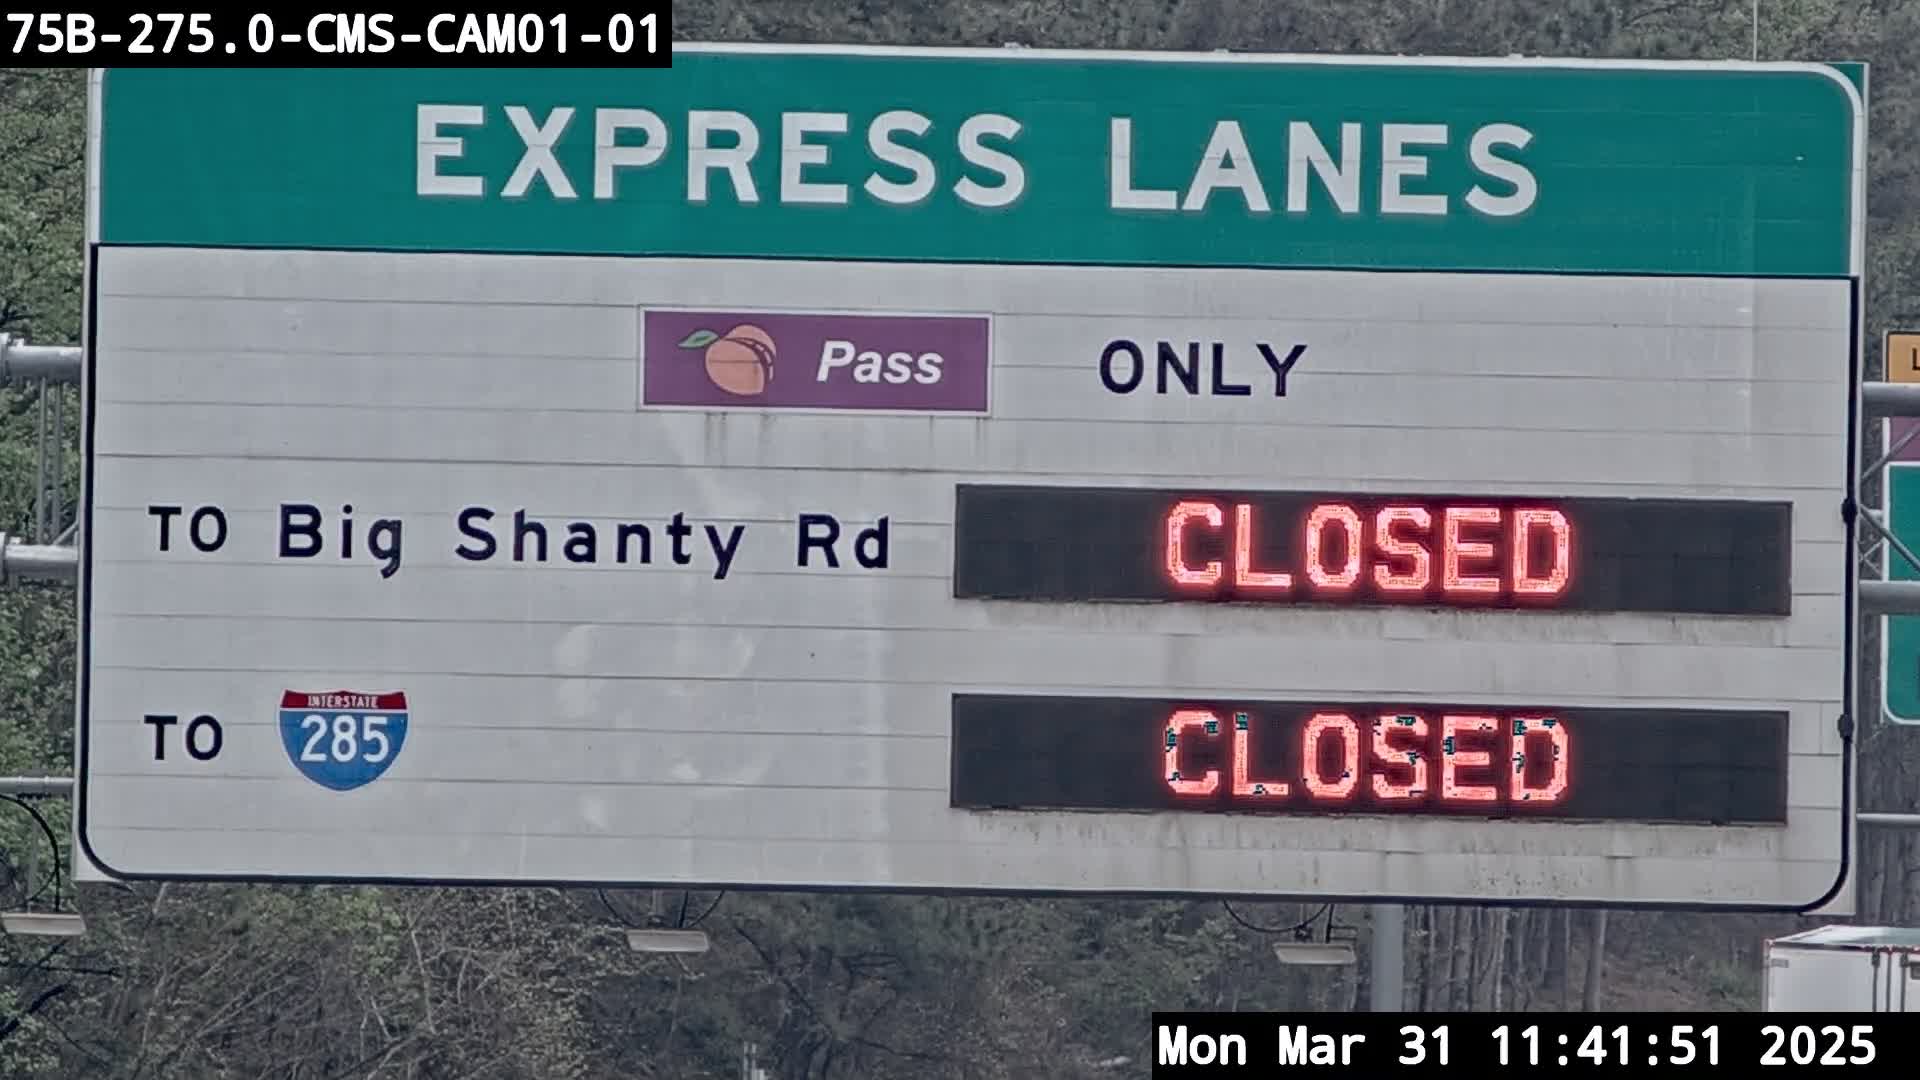 75B-275.0-CMS-CAM01-01
EXPRESS LANES
Pass ONLY
TO Big Shanty Rd CLOSED
INTERSTATE
TO 285 CLOSED
Mon Mar 31 11:41:51 2025